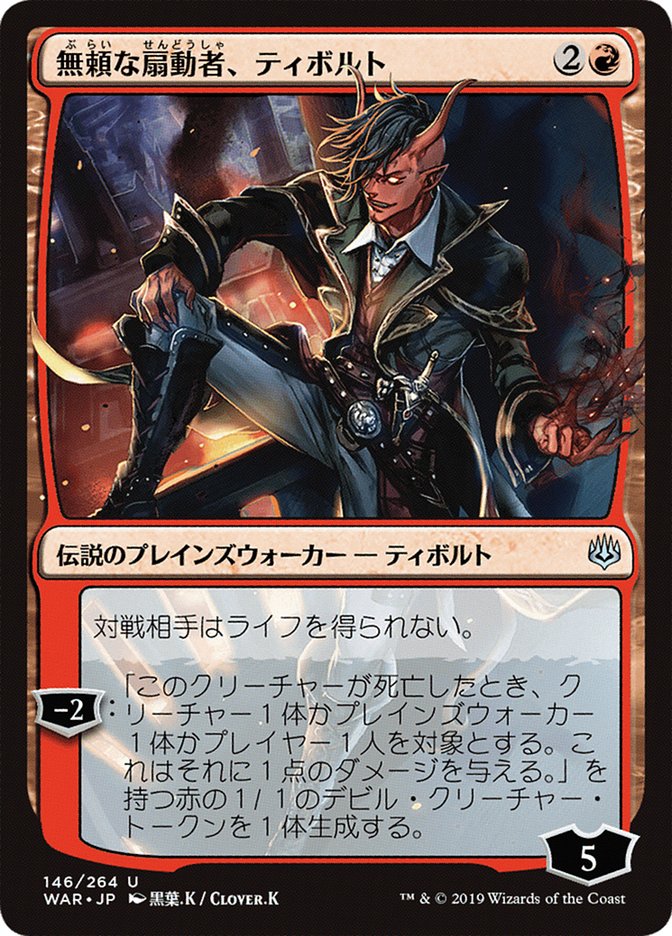 ぶらい せんどうしゃ
無頼な扇動者、ティボルト 2
伝説のプレインズウォーカー — ティボルト
対戦相手はライフを得られない。
-2:「このクリーチャーが死亡したとき、ク
リーチャー1体かプレインズウォーカー
1体かプレイヤー1人を対象とする。こ
れはそれに1点のダメージを与える。」を
持つ赤の1/1のデビル・クリーチャー・
トークンを1体生成する。
5
146/264 U
WAR • JP 黒葉.K / CLOVER.K
™ & © 2019 Wizards of the Coast